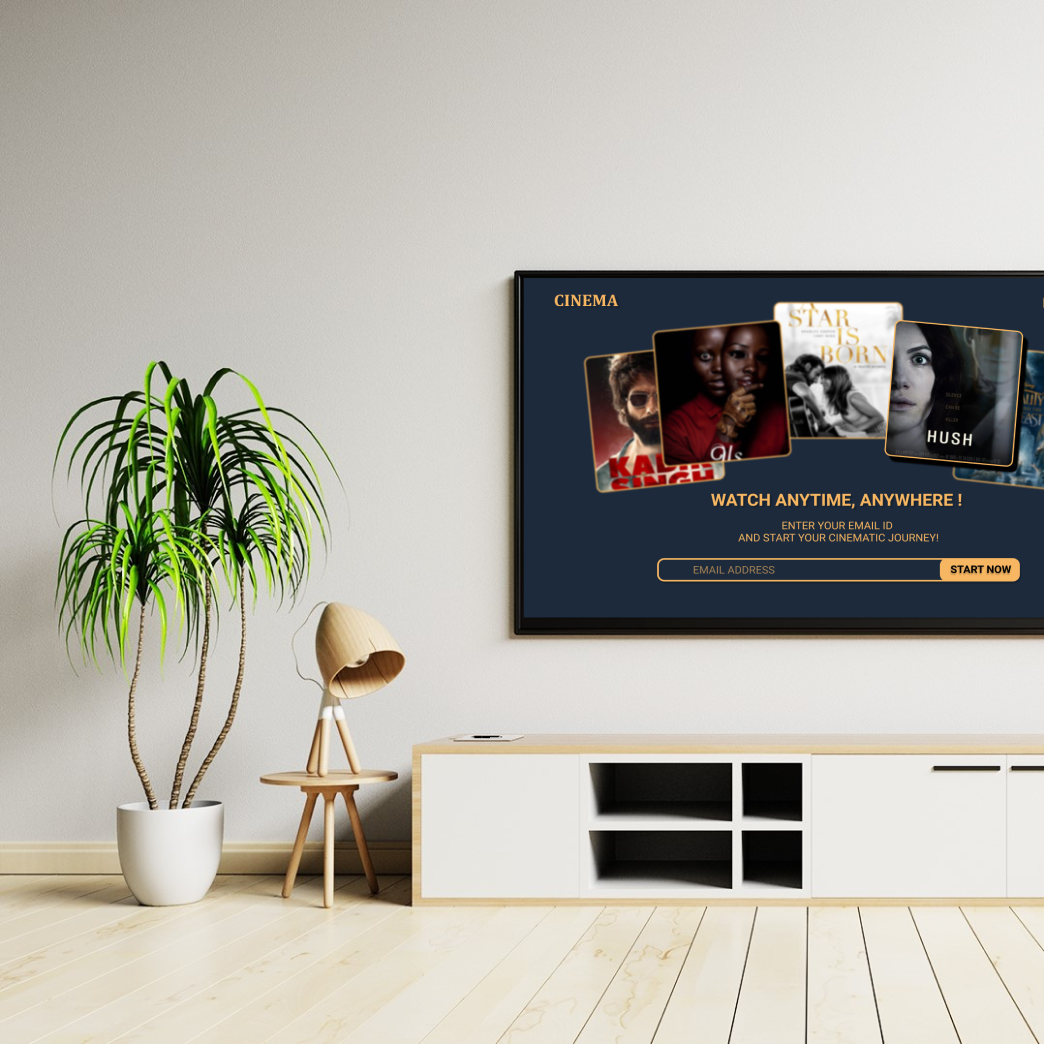 CINEMA
A
STAR
IS
BORN
KABIR
SINGH
Us
HUSH
WATCH ANYTIME, ANYWHERE !
ENTER YOUR EMAIL ID
AND START YOUR CINEMATIC JOURNEY!
EMAIL ADDRESS
START NOW